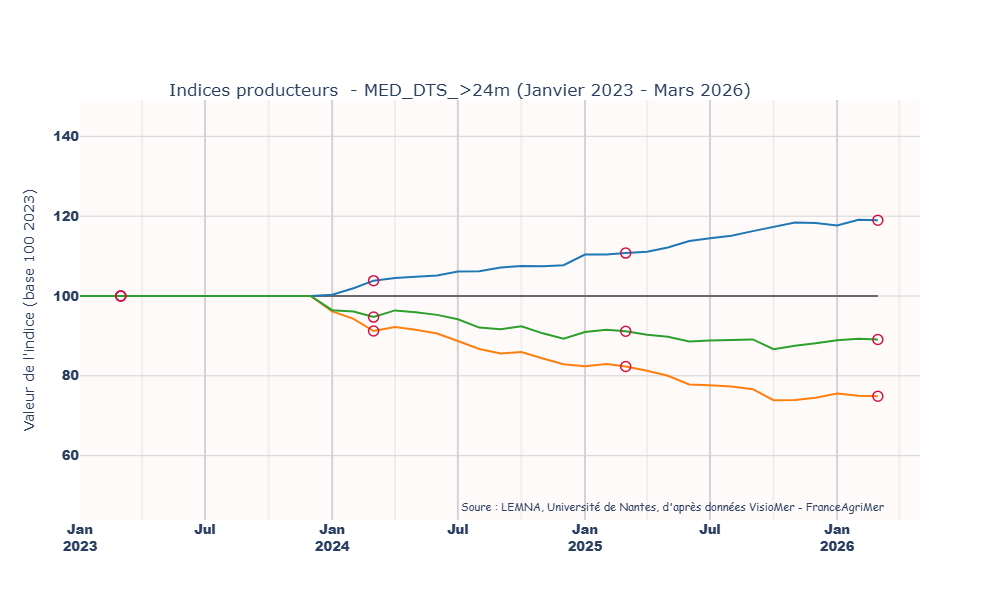 Indices producteurs  - MED_DTS_>24m (Janvier 2023 - Mars 2026)
Valeur de l'indice (base 100 2023)
140
120
100
80
60
Soure : LEMNA, Université de Nantes, d'après données VisioMer - FranceAgriMer
Jan Jul Jan Jul Jan Jul Jan
2023 2024 2025 2026